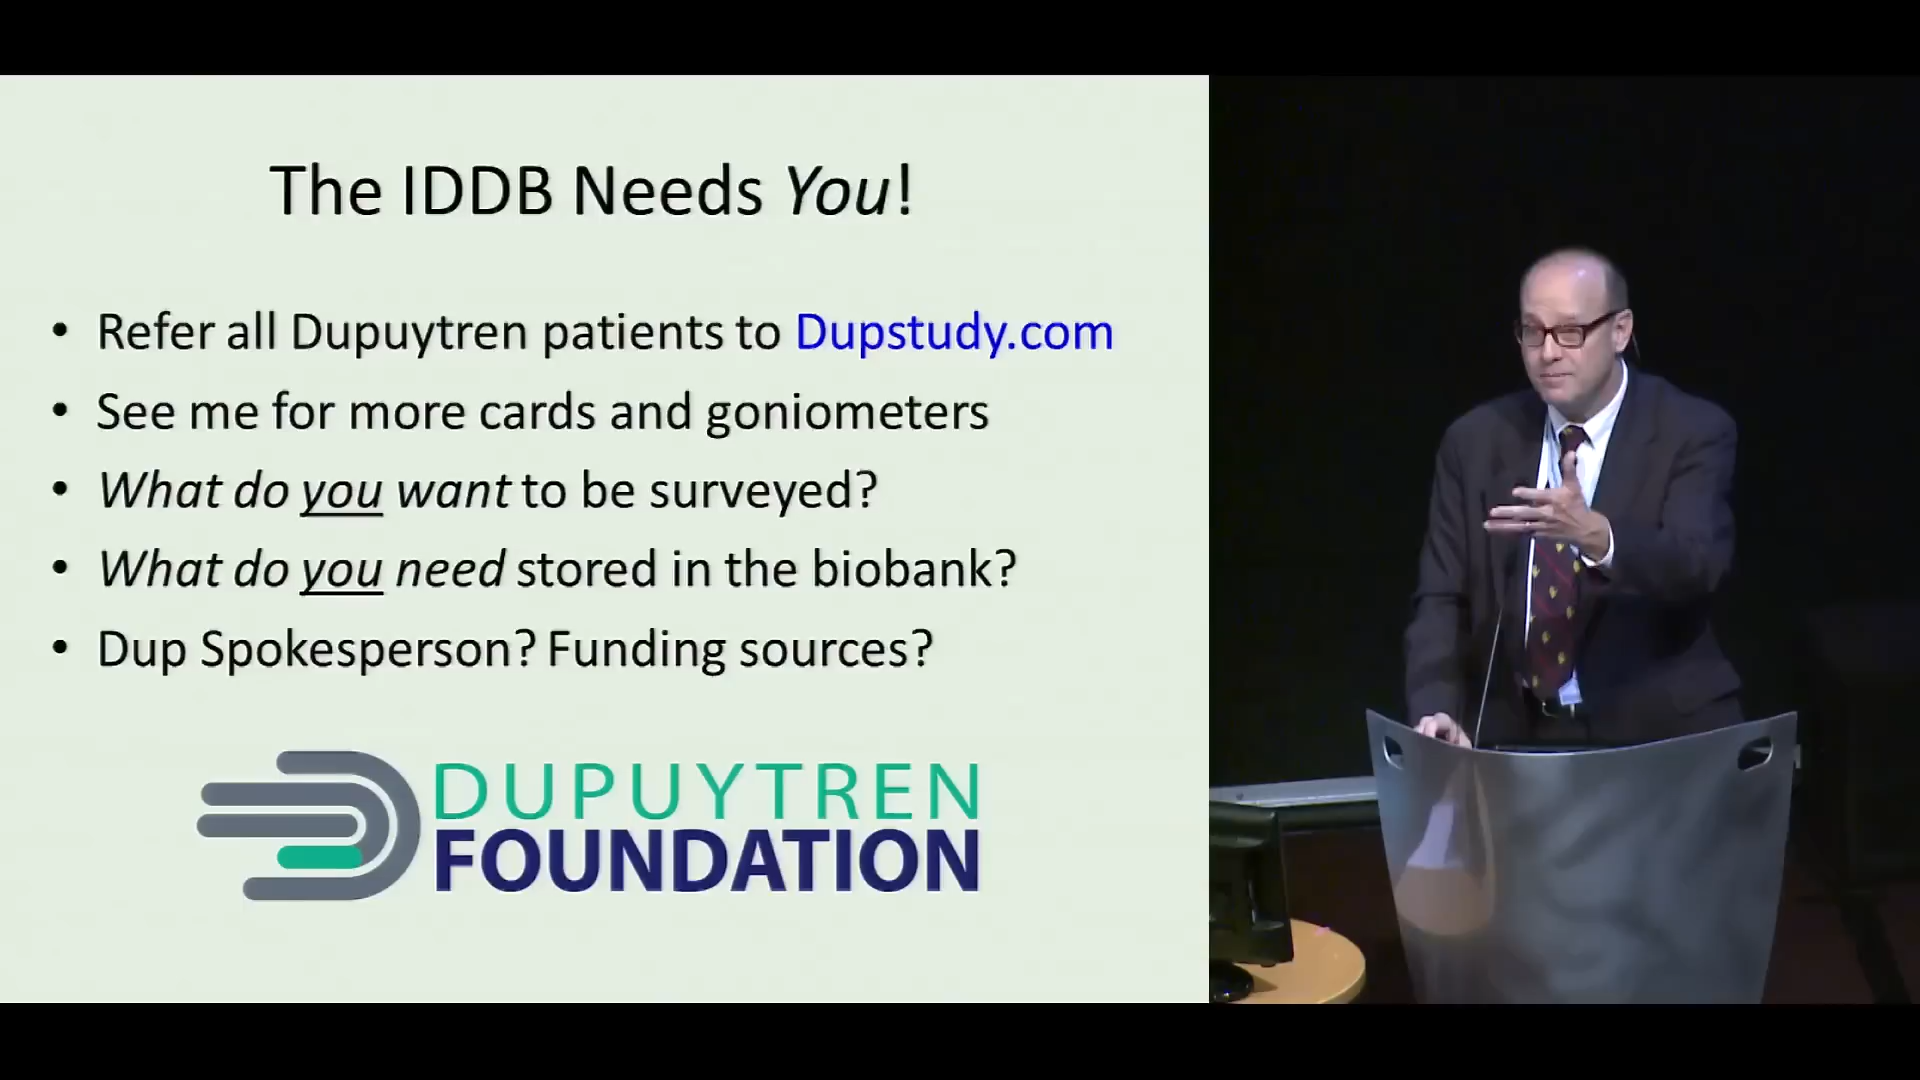 The IDDB Needs You!
• Refer all Dupuytren patients to Dupstudy.com
• See me for more cards and goniometers
• What do you want to be surveyed?
• What do you need stored in the biobank?
• Dup Spokesperson? Funding sources?
DUPUYTREN
FOUNDATION